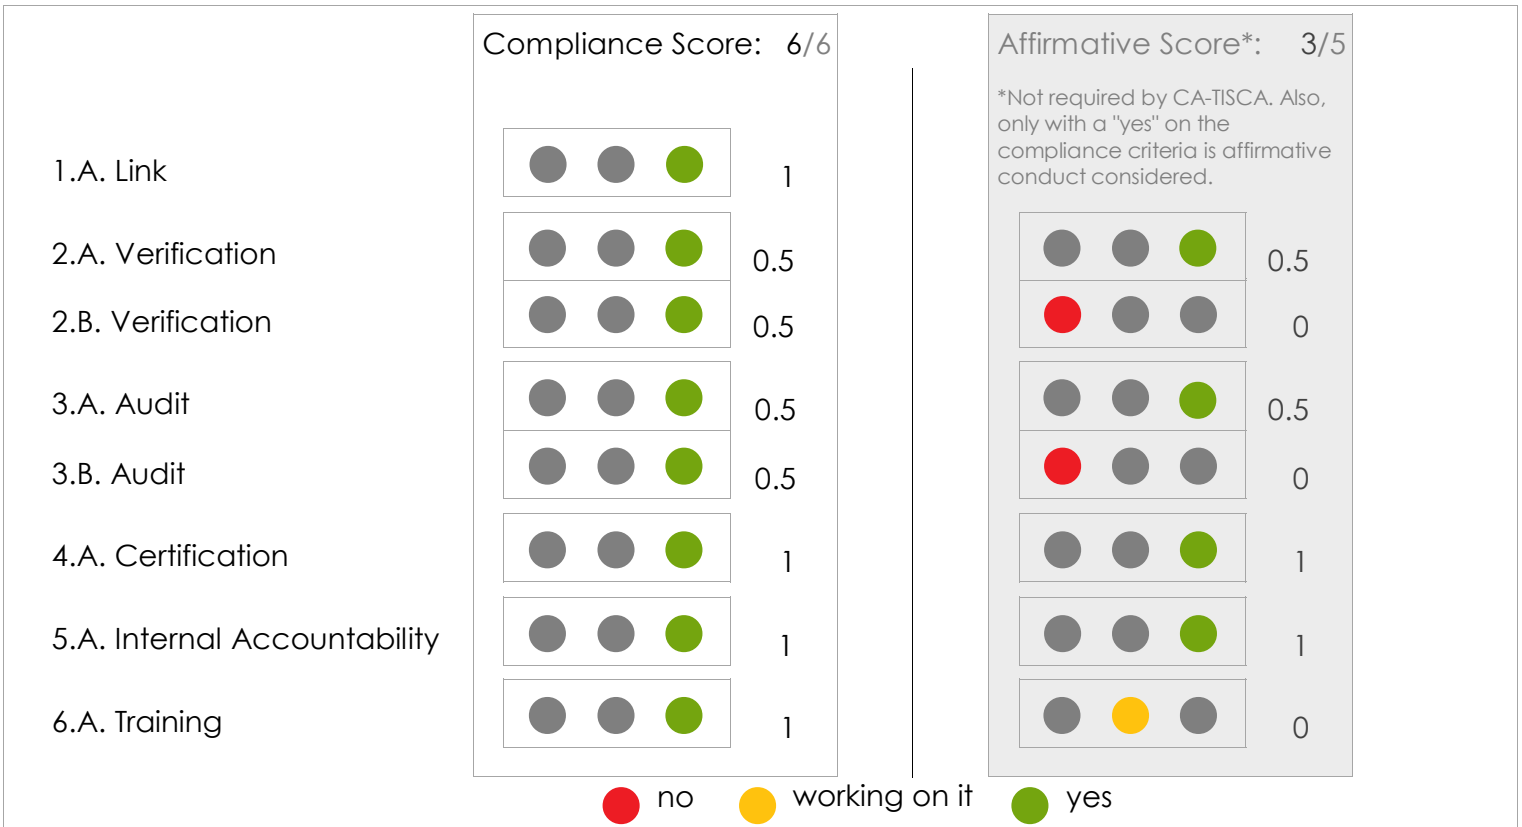 Compliance Score: 6/6
Affirmative Score*: 3/5
*Not required by CA-TISCA. Also,
only with a "yes" on the
compliance criteria is affirmative
conduct considered.
1.A. Link 1
2.A. Verification 0.5 0.5
2.B. Verification 0.5 0
3.A. Audit 0.5 0.5
3.B. Audit 0.5 0
4.A. Certification 1 1
5.A. Internal Accountability 1 1
6.A. Training 1 0
no working on it yes